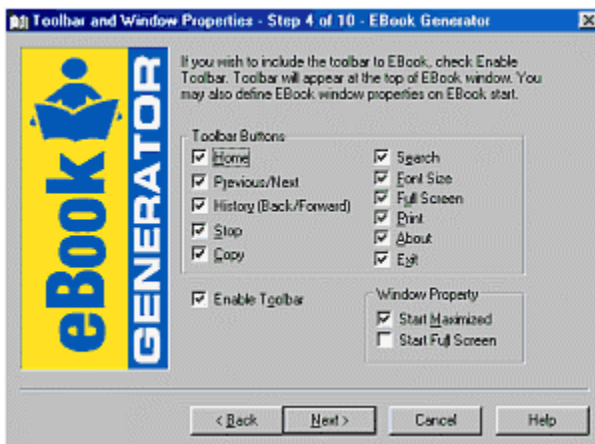 Toolbar and Window Properties - Step 4 of 10 - EBook Generator
eBook
GENERATOR
If you wish to include the toolbar to EBook, check Enable
Toolbar. Toolbar will appear at the top of EBook window. You
may also define EBook window properties on EBook start.
Toolbar Buttons
Home
Previous/Next
History (Back/Forward)
Stop
Copy
Search
Font Size
Full Screen
Print
About
Exit
Enable Toolbar
Window Property
Start Maximized
Start Full Screen
< Back
Next >
Cancel
Help